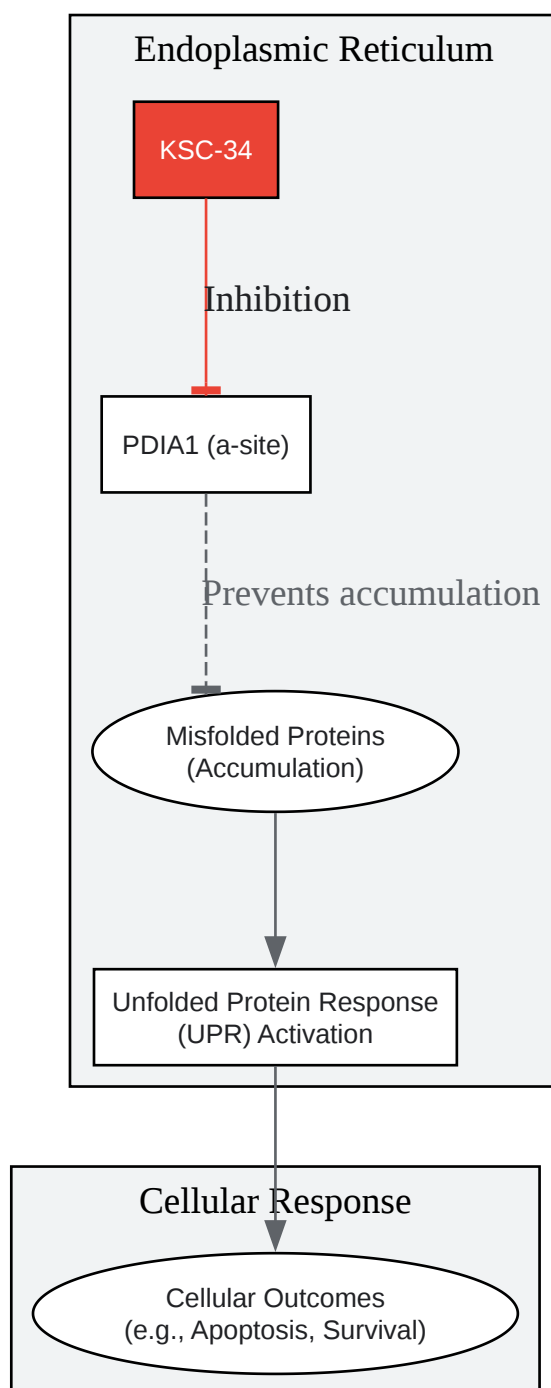 Endoplasmic Reticulum
KSC-34
Inhibition
PDIA1 (a-site)
Prevents accumulation
Misfolded Proteins
(Accumulation)
Unfolded Protein Response
(UPR) Activation
Cellular Response
Cellular Outcomes
(e.g., Apoptosis, Survival)